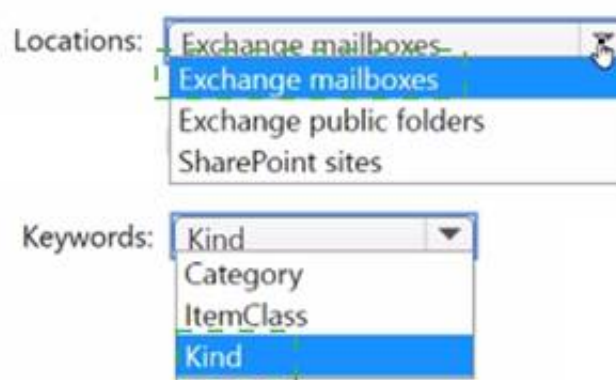 Locations: Exchange mailboxes
Exchange mailboxes
Exchange public folders
SharePoint sites
Keywords: Kind
Category
ItemClass
Kind